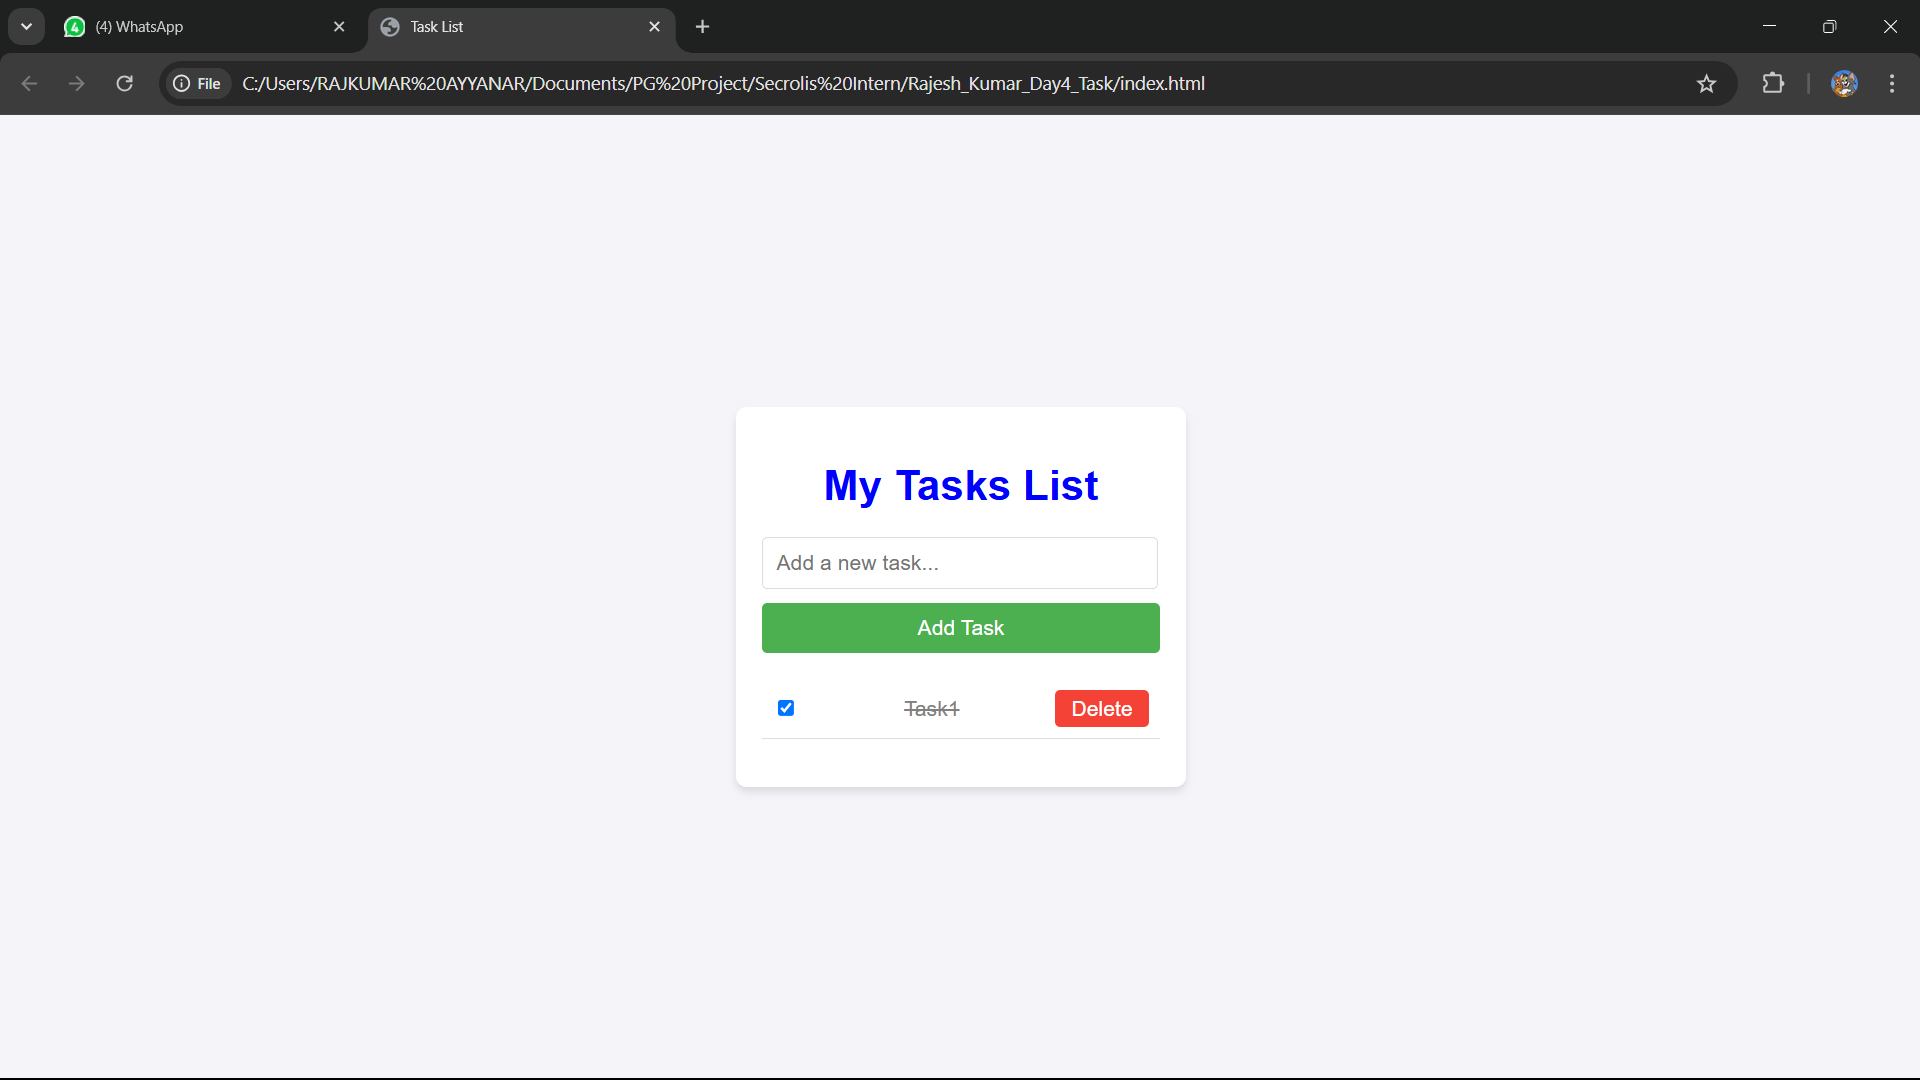 4 (4) WhatsApp Task List
File C:/Users/RAJKUMAR%20AYYANAR/Documents/PG%20Project/Secrolis%20Intern/Rajesh_Kumar_Day4_Task/index.html
My Tasks List
Add a new task...
Add Task
Task1 Delete